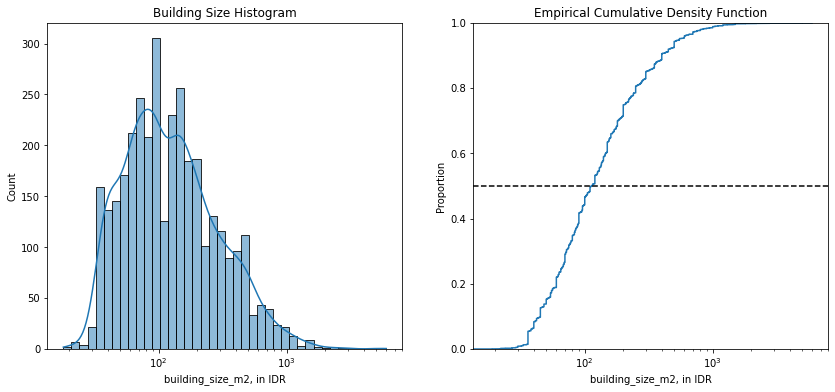 Building Size Histogram
Count
300
250
200
150
100
50
0
10²
10³
building_size_m2, in IDR
Empirical Cumulative Density Function
Proportion
1.0
0.8
0.6
0.4
0.2
0.0
10²
10³
building_size_m2, in IDR